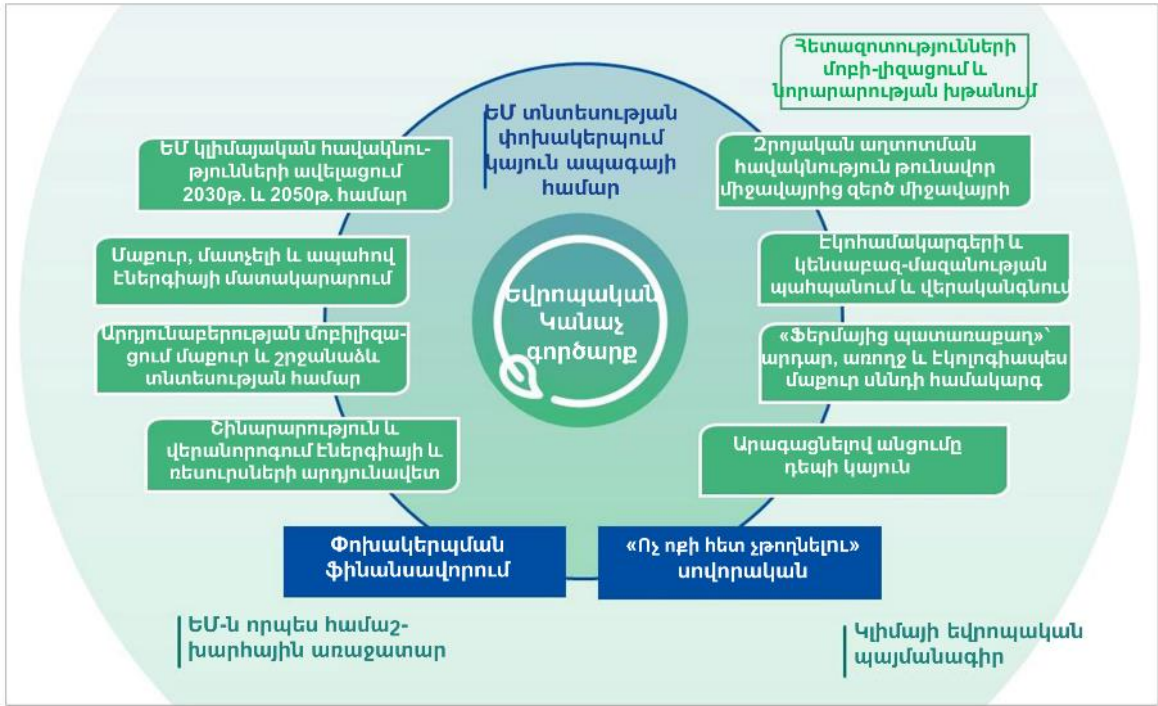 Հետազոտությունների
մոբի-լիզացում և
նորարարության խթանում
ԵՄ տնտեսության
փոխակերպում
կայուն ապագայի
համար
ԵՄ կլիմայական հավակնու-
թյունների ավելացում
2030թ. և 2050թ. համար
Մաքուր, մատչելի և ապահով
էներգիայի մատակարարում
Արդյունաբերության մոբիլիզա-
ցում մաքուր և շրջանաձև
տնտեսության համար
Շինարարություն և
վերանորոգում էներգիայի և
ռեսուրսների արդյունավետ
Եվրոպական
Կանաչ
գործարք
Զրոյական աղտոտման
հավակնություն թունավոր
միջավայրից զերծ միջավայրի
Էկոհամակարգերի և
կենսաբազ-մազանության
պահպանում և վերականգնում
«Ֆերմայից պատառաքաղ»՝
արդար, առողջ և էկոլոգիապես
մաքուր սննդի համակարգ
Արագացնելով անցումը
դեպի կայուն
Փոխակերպման
ֆինանսավորում
«Ոչ ոքի հետ չթողնելու»
սովորական
ԵՄ-ն որպես համաշ-
խարհային առաջատար
Կլիմայի եվրոպական
պայմանագիր